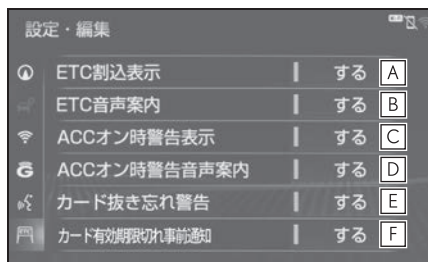 設定・編集
ETC割込表示 する A
ETC音声案内 する B
ACCオン時警告表示 する C
ACCオン時警告音声案内 する D
カード抜き忘れ警告 する E
カード有効期限切れ事前通知 する F